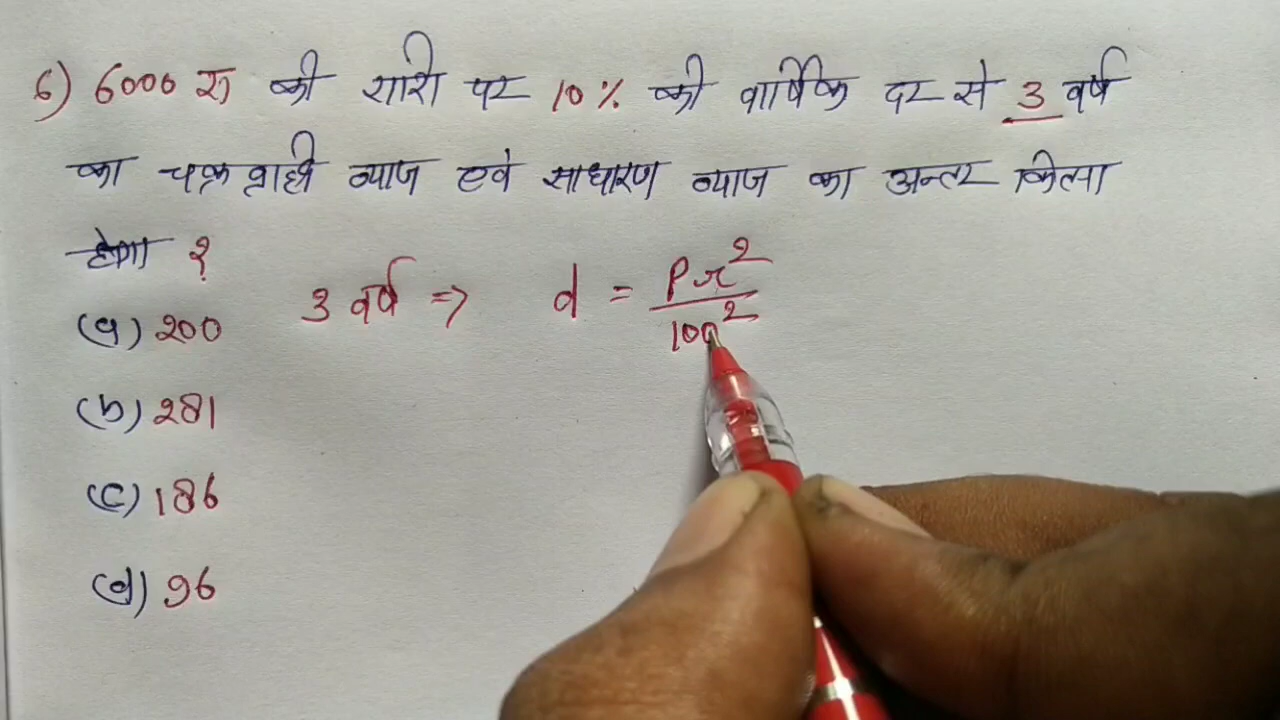 6) 6000 रु की राशि पर 10% की वार्षिक दर से 3 वर्ष
का चक्रवृद्धि ब्याज एवं साधारण ब्याज का अन्तर कितना
होगा ?
(a) 200
(b) 281
(c) 186
(d) 96
3 वर्ष => d = Pr²/100²